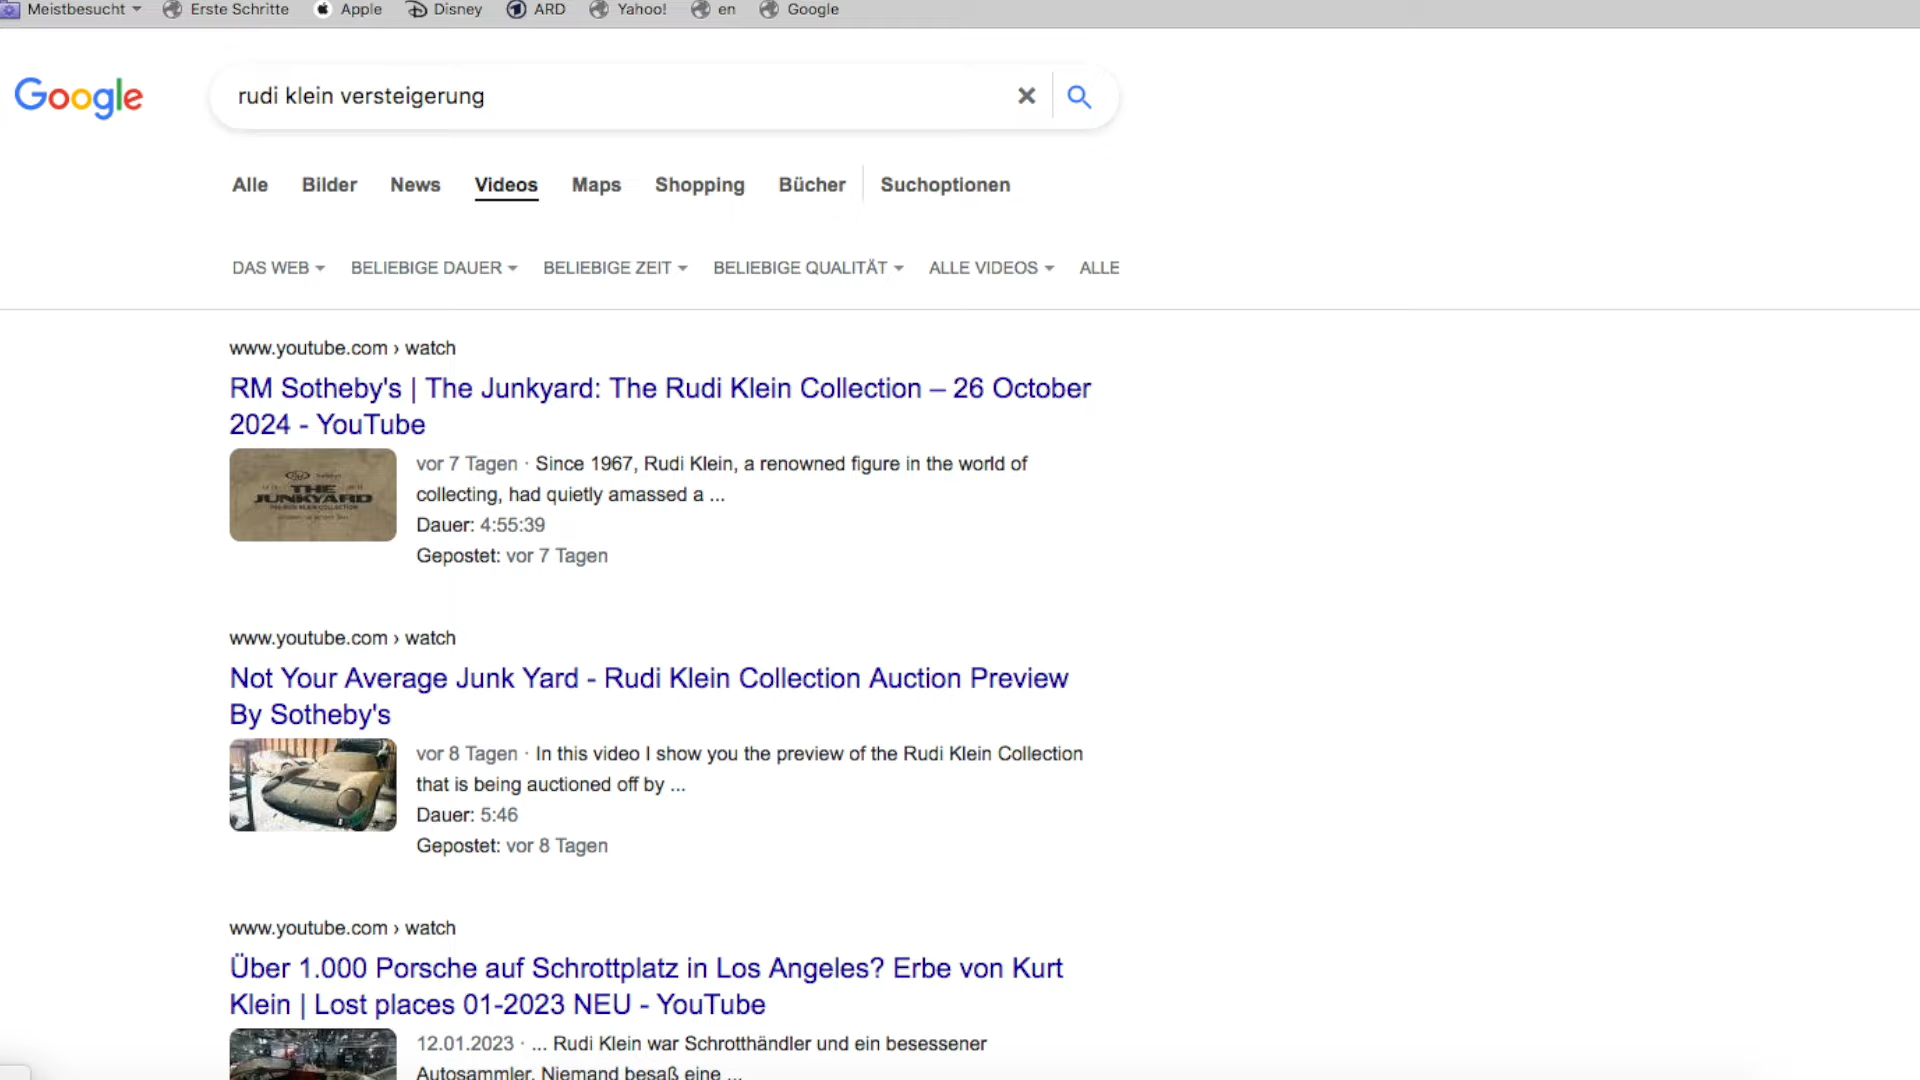 Meistbesucht Erste Schritte Apple Disney ARD Yahoo! en Google
Google
rudi klein versteigerung
Alle Bilder News Videos Maps Shopping Bücher Suchoptionen
DAS WEB BELIEBIGE DAUER BELIEBIGE ZEIT BELIEBIGE QUALITÄT ALLE VIDEOS ALLE
www.youtube.com › watch
RM Sotheby's | The Junkyard: The Rudi Klein Collection – 26 October
2024 - YouTube
THE
JUNKYARD
THE RUDI KLEIN COLLECTION
vor 7 Tagen · Since 1967, Rudi Klein, a renowned figure in the world of
collecting, had quietly amassed a ...
Dauer: 4:55:39
Gepostet: vor 7 Tagen
www.youtube.com › watch
Not Your Average Junk Yard - Rudi Klein Collection Auction Preview
By Sotheby's
vor 8 Tagen · In this video I show you the preview of the Rudi Klein Collection
that is being auctioned off by ...
Dauer: 5:46
Gepostet: vor 8 Tagen
www.youtube.com › watch
Über 1.000 Porsche auf Schrottplatz in Los Angeles? Erbe von Kurt
Klein | Lost places 01-2023 NEU - YouTube
12.01.2023 · ... Rudi Klein war Schrotthändler und ein besessener
Autosammler. Niemand besaß eine ...